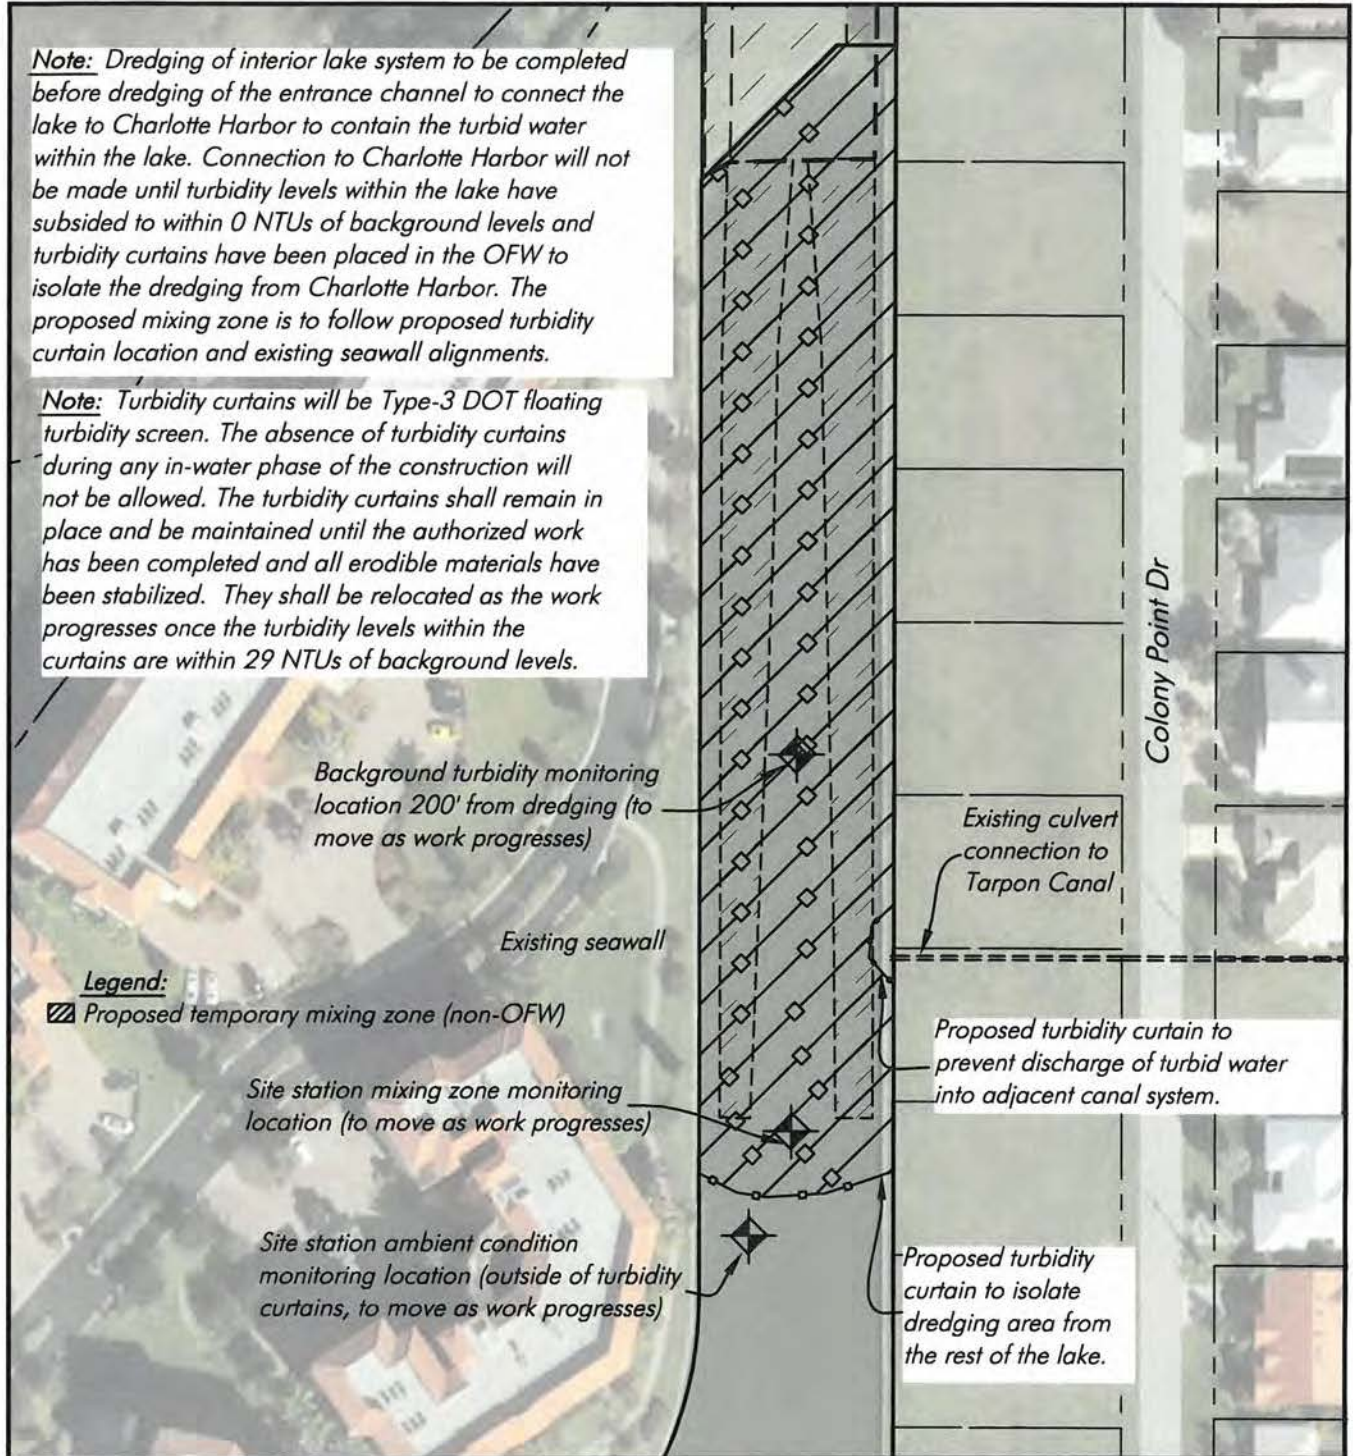 Note: Dredging of interior lake system to be completed
before dredging of the entrance channel to connect the
lake to Charlotte Harbor to contain the turbid water
within the lake. Connection to Charlotte Harbor will not
be made until turbidity levels within the lake have
subsided to within 0 NTUs of background levels and
turbidity curtains have been placed in the OFW to
isolate the dredging from Charlotte Harbor. The
proposed mixing zone is to follow proposed turbidity
curtain location and existing seawall alignments.
Note: Turbidity curtains will be Type-3 DOT floating
turbidity screen. The absence of turbidity curtains
during any in-water phase of the construction will
not be allowed. The turbidity curtains shall remain in
place and be maintained until the authorized work
has been completed and all erodible materials have
been stabilized. They shall be relocated as the work
progresses once the turbidity levels within the
curtains are within 29 NTUs of background levels.
Colony Point Dr
Background turbidity monitoring
location 200' from dredging (to
move as work progresses)
Existing culvert
connection to
Tarpon Canal
Existing seawall
Legend:
Proposed temporary mixing zone (non-OFW)
Proposed turbidity curtain to
prevent discharge of turbid water
into adjacent canal system.
Site station mixing zone monitoring
location (to move as work progresses)
Site station ambient condition
monitoring location (outside of turbidity
curtains, to move as work progresses)
Proposed turbidity
curtain to isolate
dredging area from
the rest of the lake.